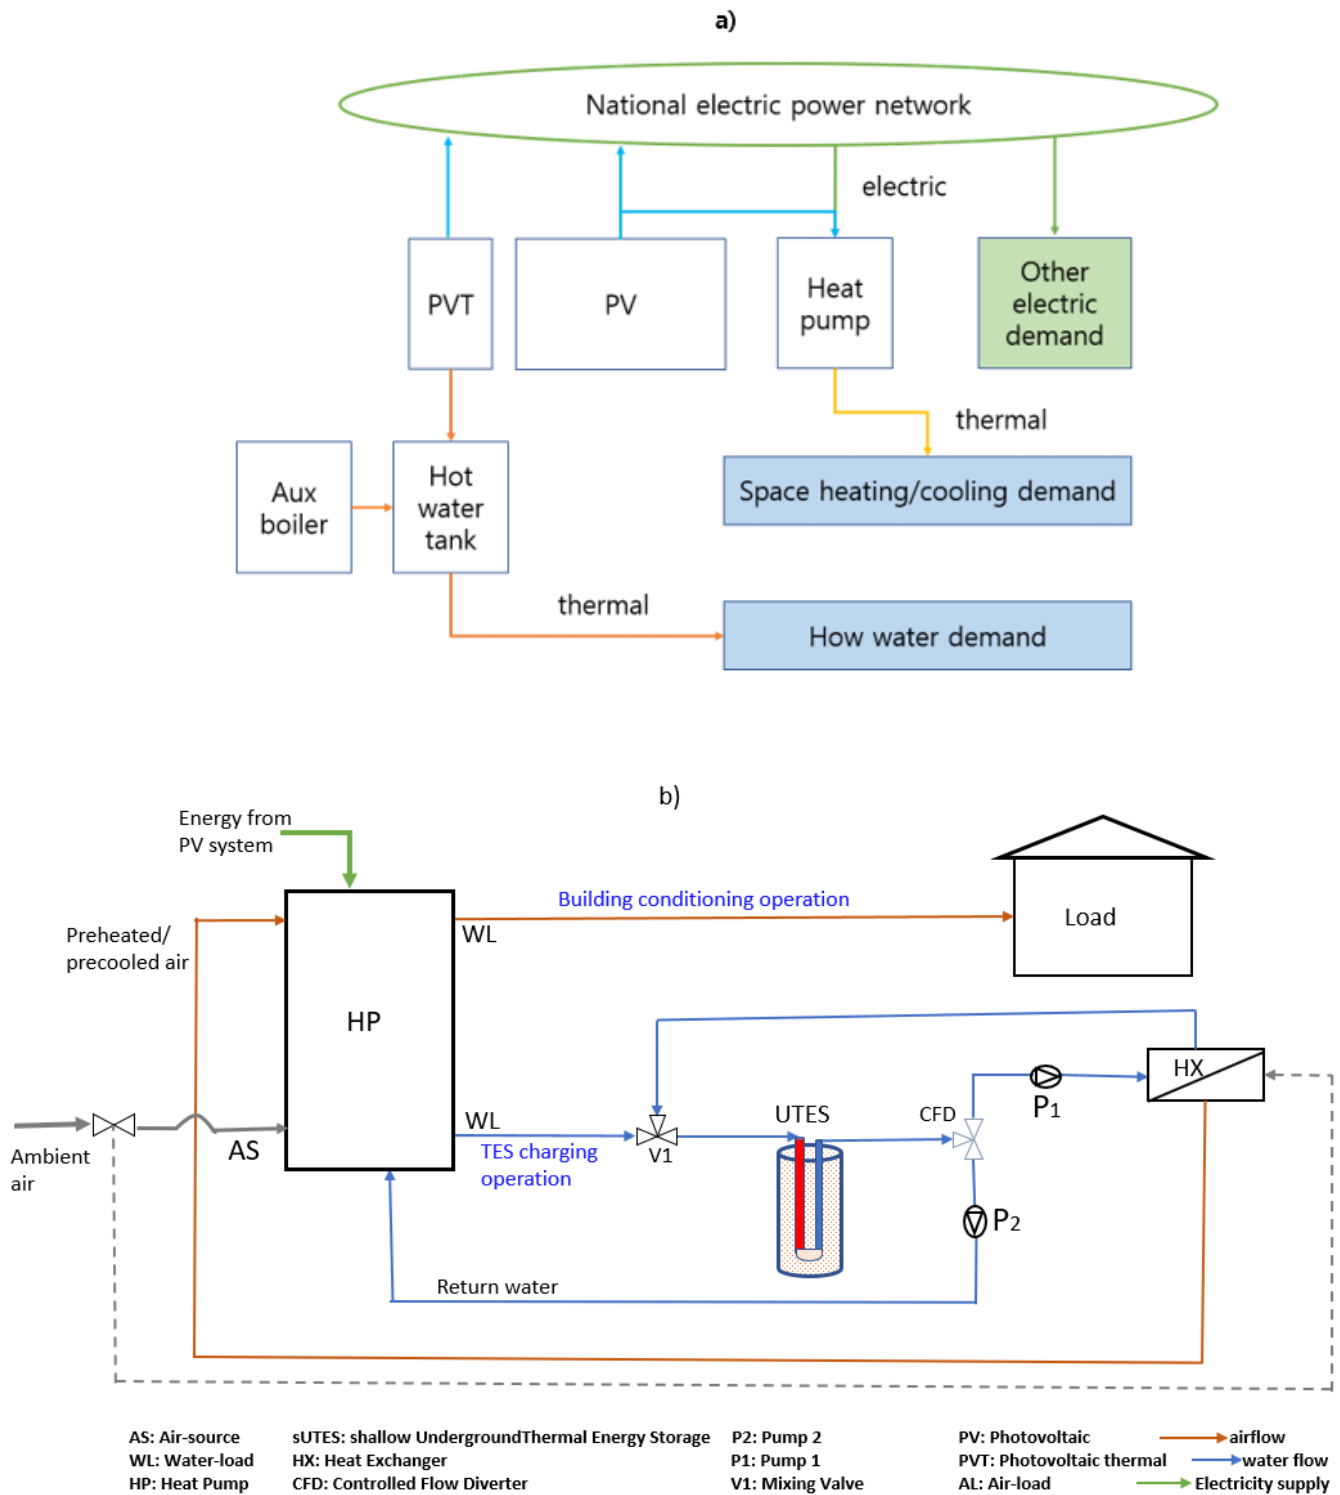 a)
National electric power network
electric
PVT
PV
Heat
pump
Other
electric
demand
thermal
Aux
boiler
Hot
water
tank
Space heating/cooling demand
thermal
How water demand
b)
Energy from
PV system
Building conditioning operation
WL
Load
Preheated/
precooled air
HP
HX
P1
UTES
CFD
WL
V1
TES charging
operation
AS
Ambient
air
P2
Return water
AS: Air-source
WL: Water-load
HP: Heat Pump
sUTES: shallow UndergroundThermal Energy Storage
HX: Heat Exchanger
CFD: Controlled Flow Diverter
P2: Pump 2
P1: Pump 1
V1: Mixing Valve
PV: Photovoltaic
PVT: Photovoltaic thermal
AL: Air-load
airflow
water flow
Electricity supply